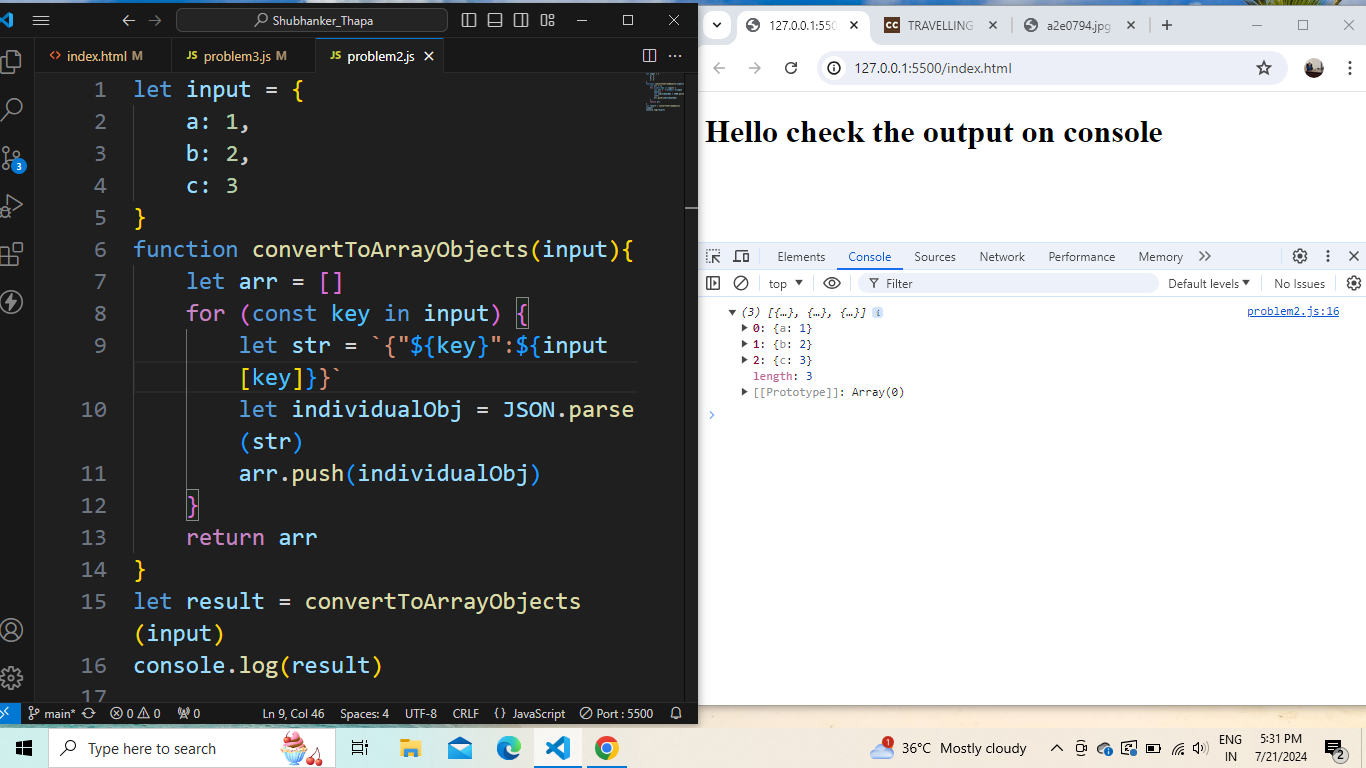 Shubhanker_Thapa
index.html M
JS problem3.js M
JS problem2.js
1 let input = {
2 a: 1,
3 b: 2,
4 c: 3
5 }
6 function convertToArrayObjects(input){
7 let arr = []
8 for (const key in input) {
9 let str = `{"${key}":${input
[key]}}`
10 let individualObj = JSON.parse
(str)
11 arr.push(individualObj)
12 }
13 return arr
14 }
15 let result = convertToArrayObjects
(input)
16 console.log(result)
17
3
main* 0 0 0 Ln 9, Col 46 Spaces: 4 UTF-8 CRLF {} JavaScript Port : 5500
127.0.0.1:550
CC TRAVELLING
a2e0794.jpg
127.0.0.1:5500/index.html
Hello check the output on console
Elements Console Sources Network Performance Memory
top Filter Default levels No Issues
(3) [{…}, {…}, {…}] i problem2.js:16
0: {a: 1}
1: {b: 2}
2: {c: 3}
length: 3
[[Prototype]]: Array(0)
Type here to search
1
36°C Mostly cloudy
ENG
IN
5:31 PM
7/21/2024
2